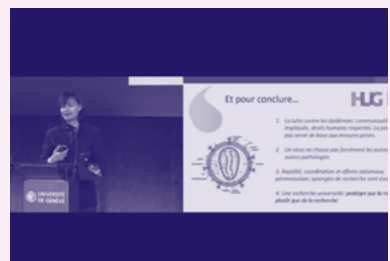 Et pour conclure...
HUG
1. La lutte contre les épidémies: communauté
impliquée, droits humains respectés. La peu
pas servir de base aux mesures prises.
2. Un virus ne chasse pas forcément les autres
autres pathologies
3. Rapidité, coordination et efforts nationaux,
pérennisation: synergies de recherche sont esse
4. Une recherche universelle: protéger par la re
plutôt que de la recherche
UNIVERSITÉ
DE GENÈVE